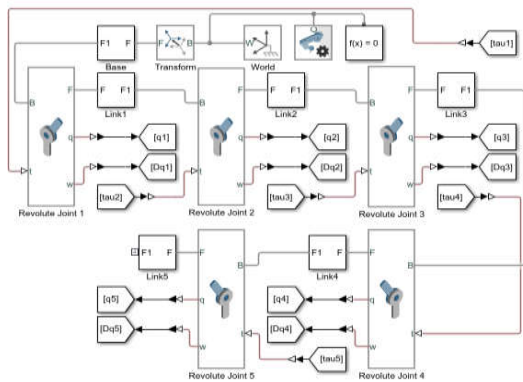 [tau1]
F1 F
F B
W
f(x) = 0
Base
Transform
World
F F F1
F F F1
F F F1
Link1
Link2
Link3
B
B
B
q
[q1]
q
[q2]
q
[q3]
t
w
[Dq1]
t
w
[Dq2]
t
w
[Dq3]
[tau2]
[tau3]
[tau4]
Revolute Joint 1
Revolute Joint 2
Revolute Joint 3
F1 F
B
F1 F F
B
Link5
Link4
[q5]
q
[q4]
q
[Dq5]
w
t
[Dq4]
w
t
[tau5]
Revolute Joint 5
Revolute Joint 4